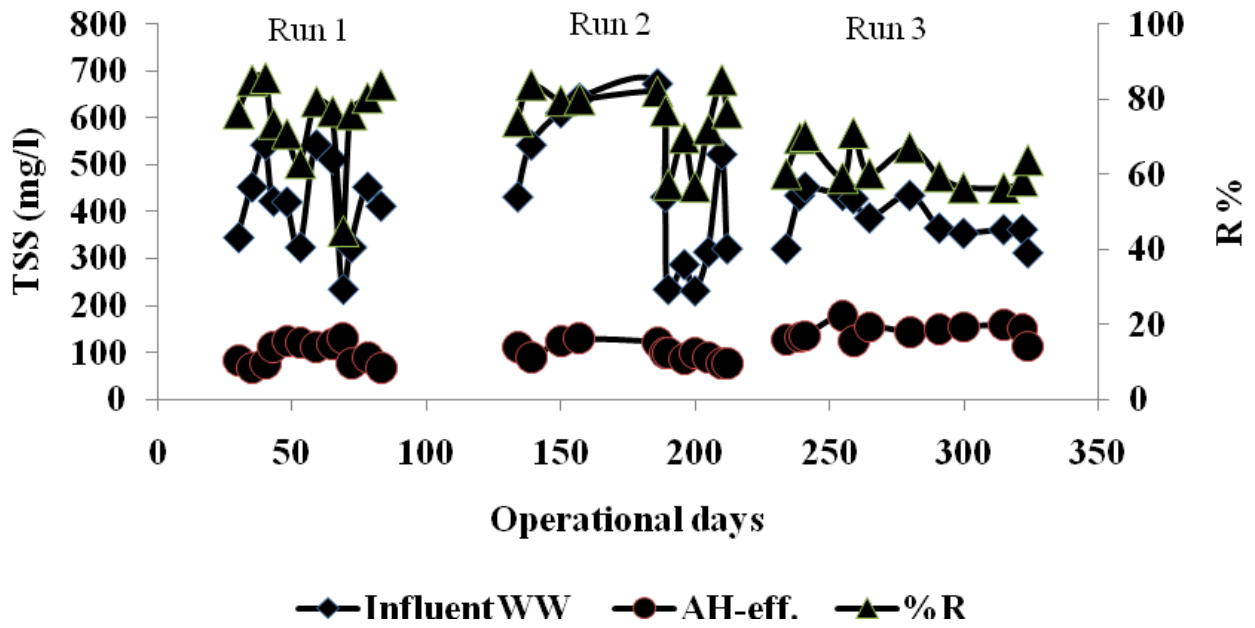 Run 1 Run 2 Run 3
TSS (mg/l)
800
700
600
500
400
300
200
100
0
100
80
60
40
20
0
R %
0 50 100 150 200 250 300 350
Operational days
Influent WW AH-eff. %R